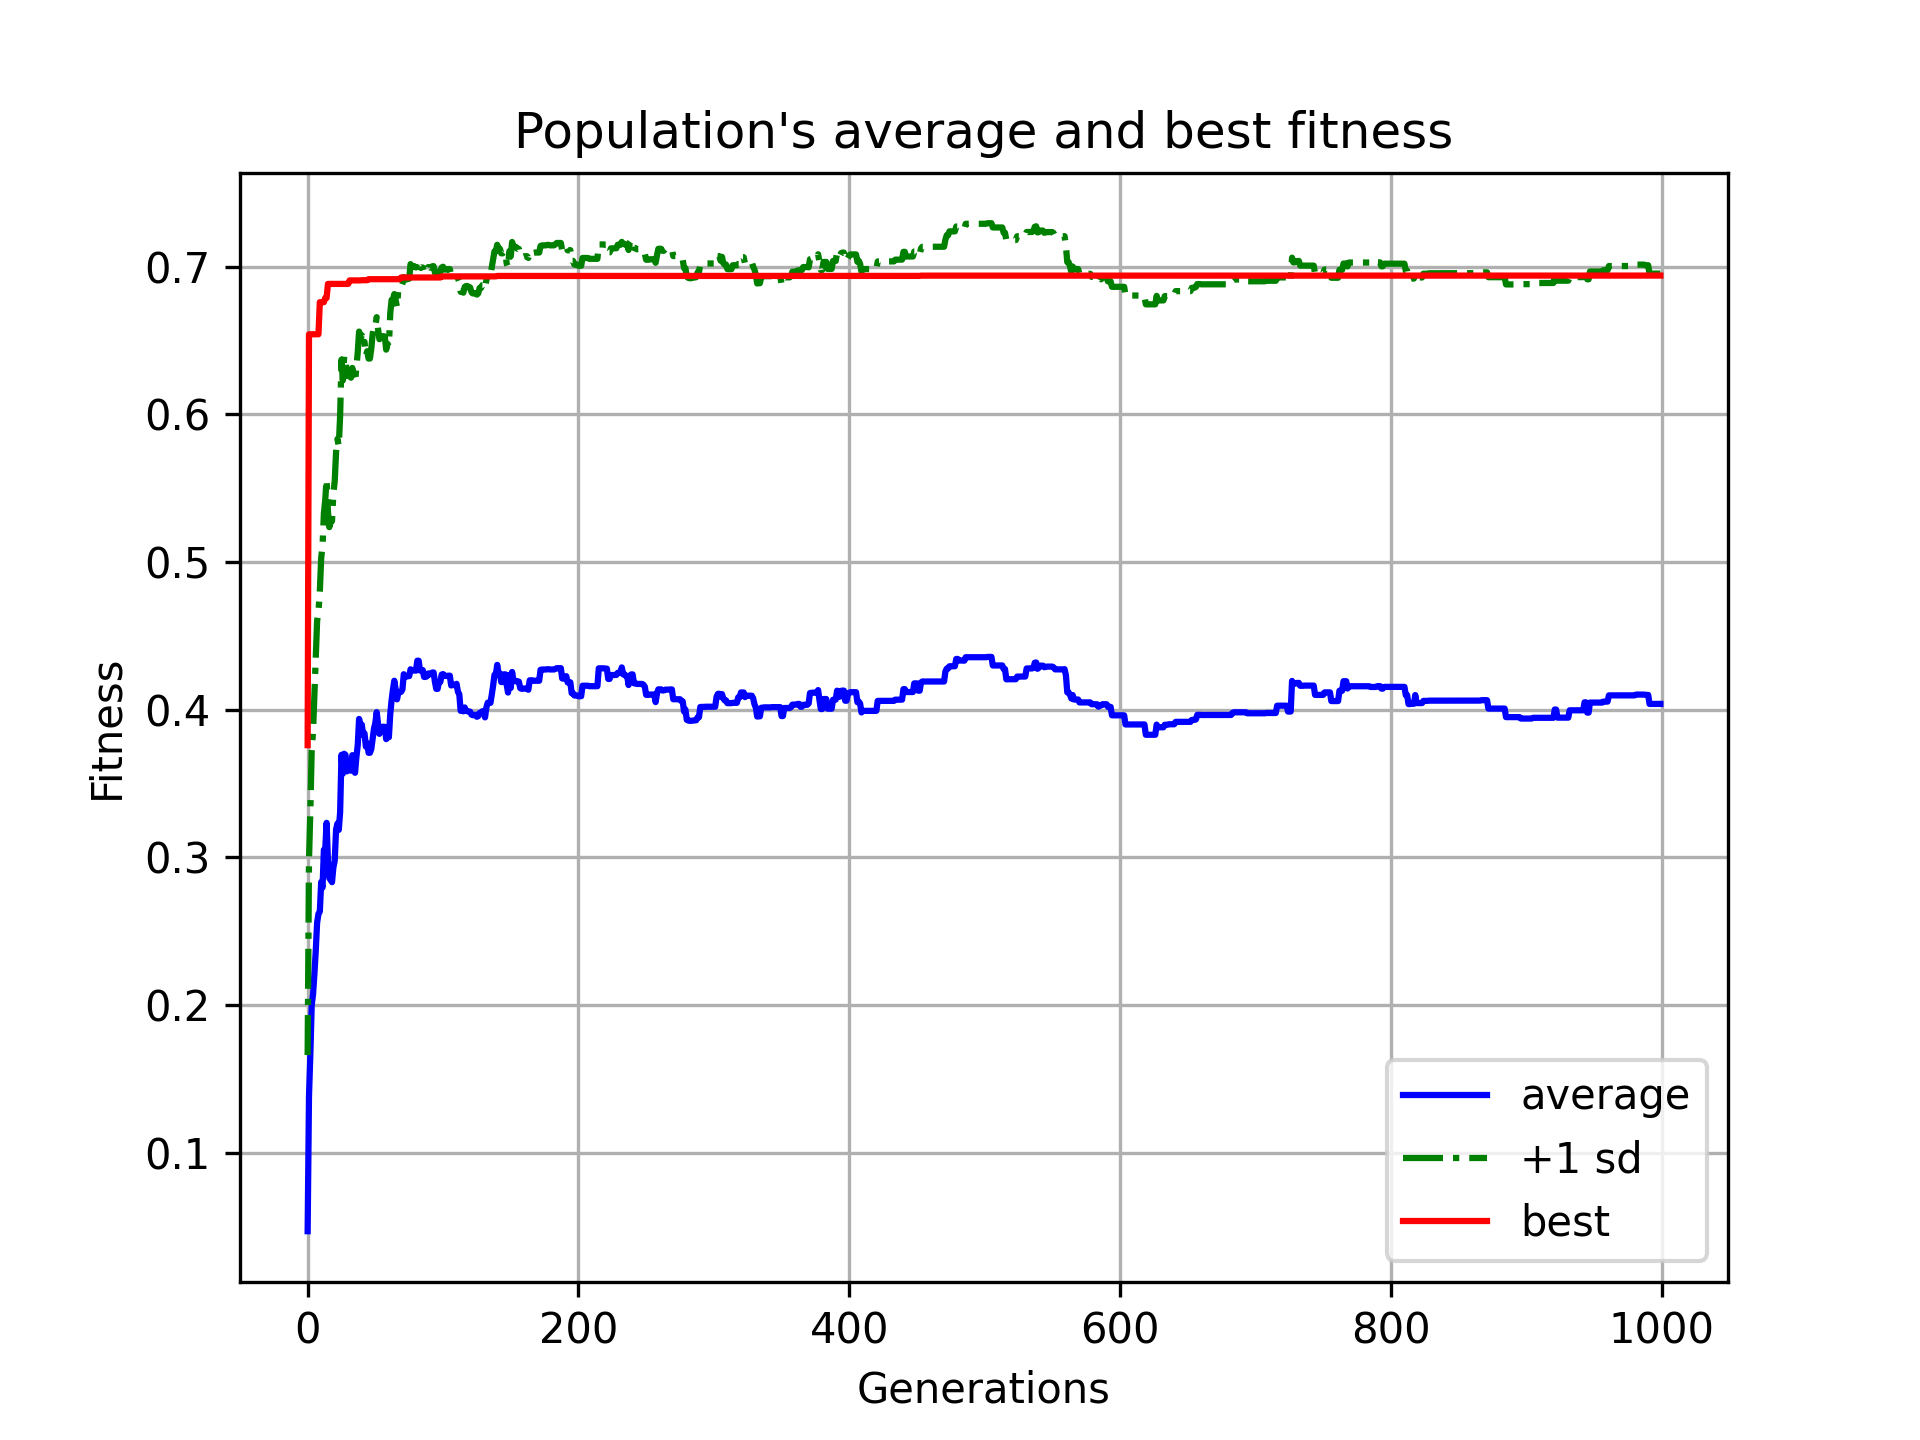 Population's average and best fitness
Fitness
0.7
0.6
0.5
0.4
0.3
0.2
0.1
average
+1 sd
best
0 200 400 600 800 1000
Generations